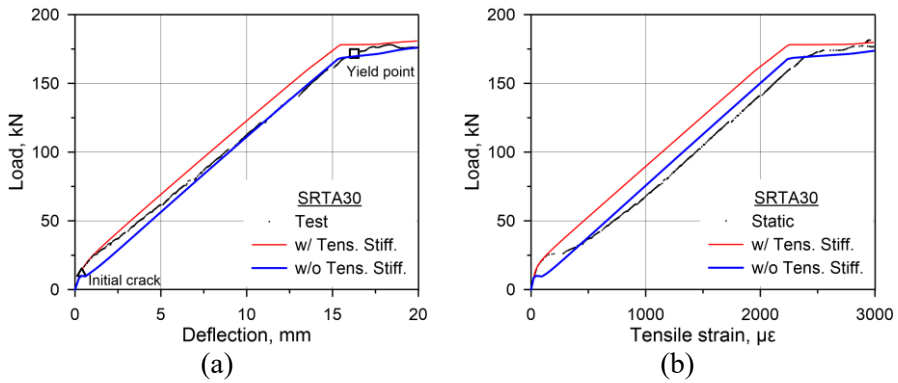 200
150
100
50
0
Load, kN
0
5
10
15
20
Deflection, mm
Yield point
Initial crack
SRTA30
Test
w/ Tens. Stiff.
w/o Tens. Stiff.
(a)
200
150
100
50
0
Load, kN
0
1000
2000
3000
Tensile strain, με
SRTA30
Static
w/ Tens. Stiff.
w/o Tens. Stiff.
(b)